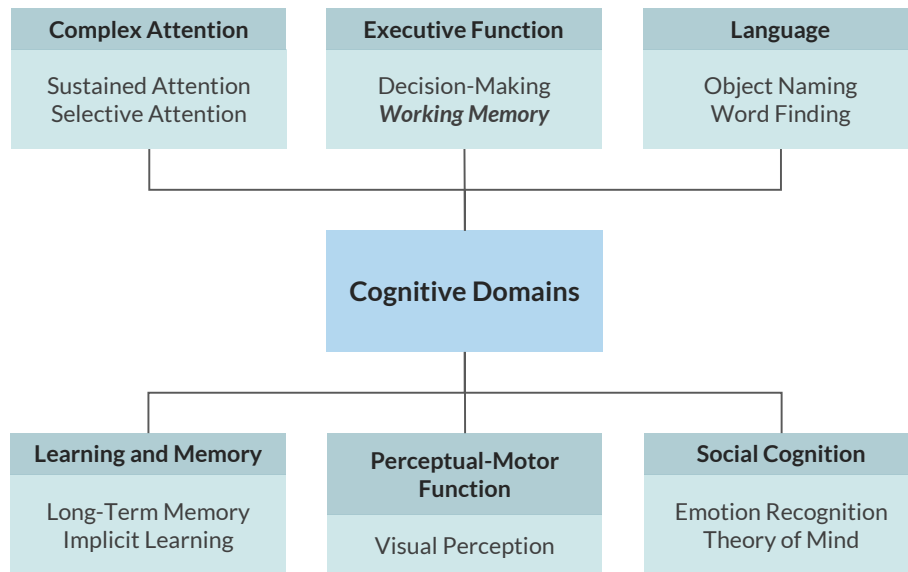 Complex Attention
Sustained Attention
Selective Attention
Executive Function
Decision-Making
Working Memory
Language
Object Naming
Word Finding
Cognitive Domains
Learning and Memory
Long-Term Memory
Implicit Learning
Perceptual-Motor
Function
Visual Perception
Social Cognition
Emotion Recognition
Theory of Mind